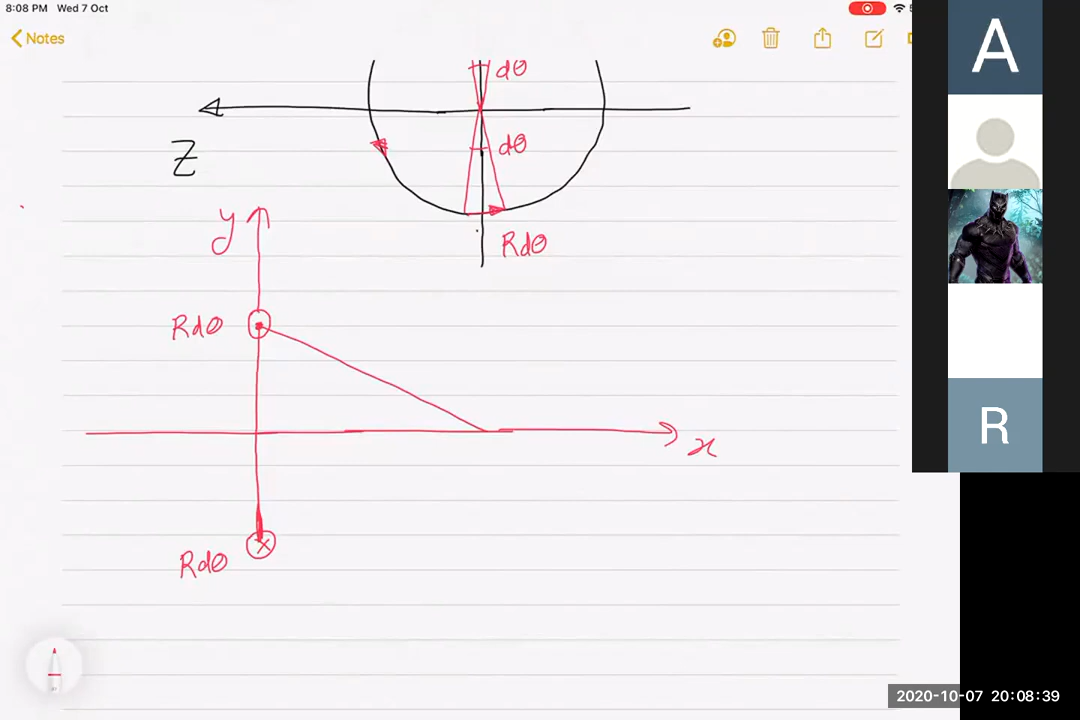 8:08 PM Wed 7 Oct
Notes
A
dθ
Z
dθ
y
Rdθ
Rdθ
x
Rdθ
R
2020-10-07 20:08:39